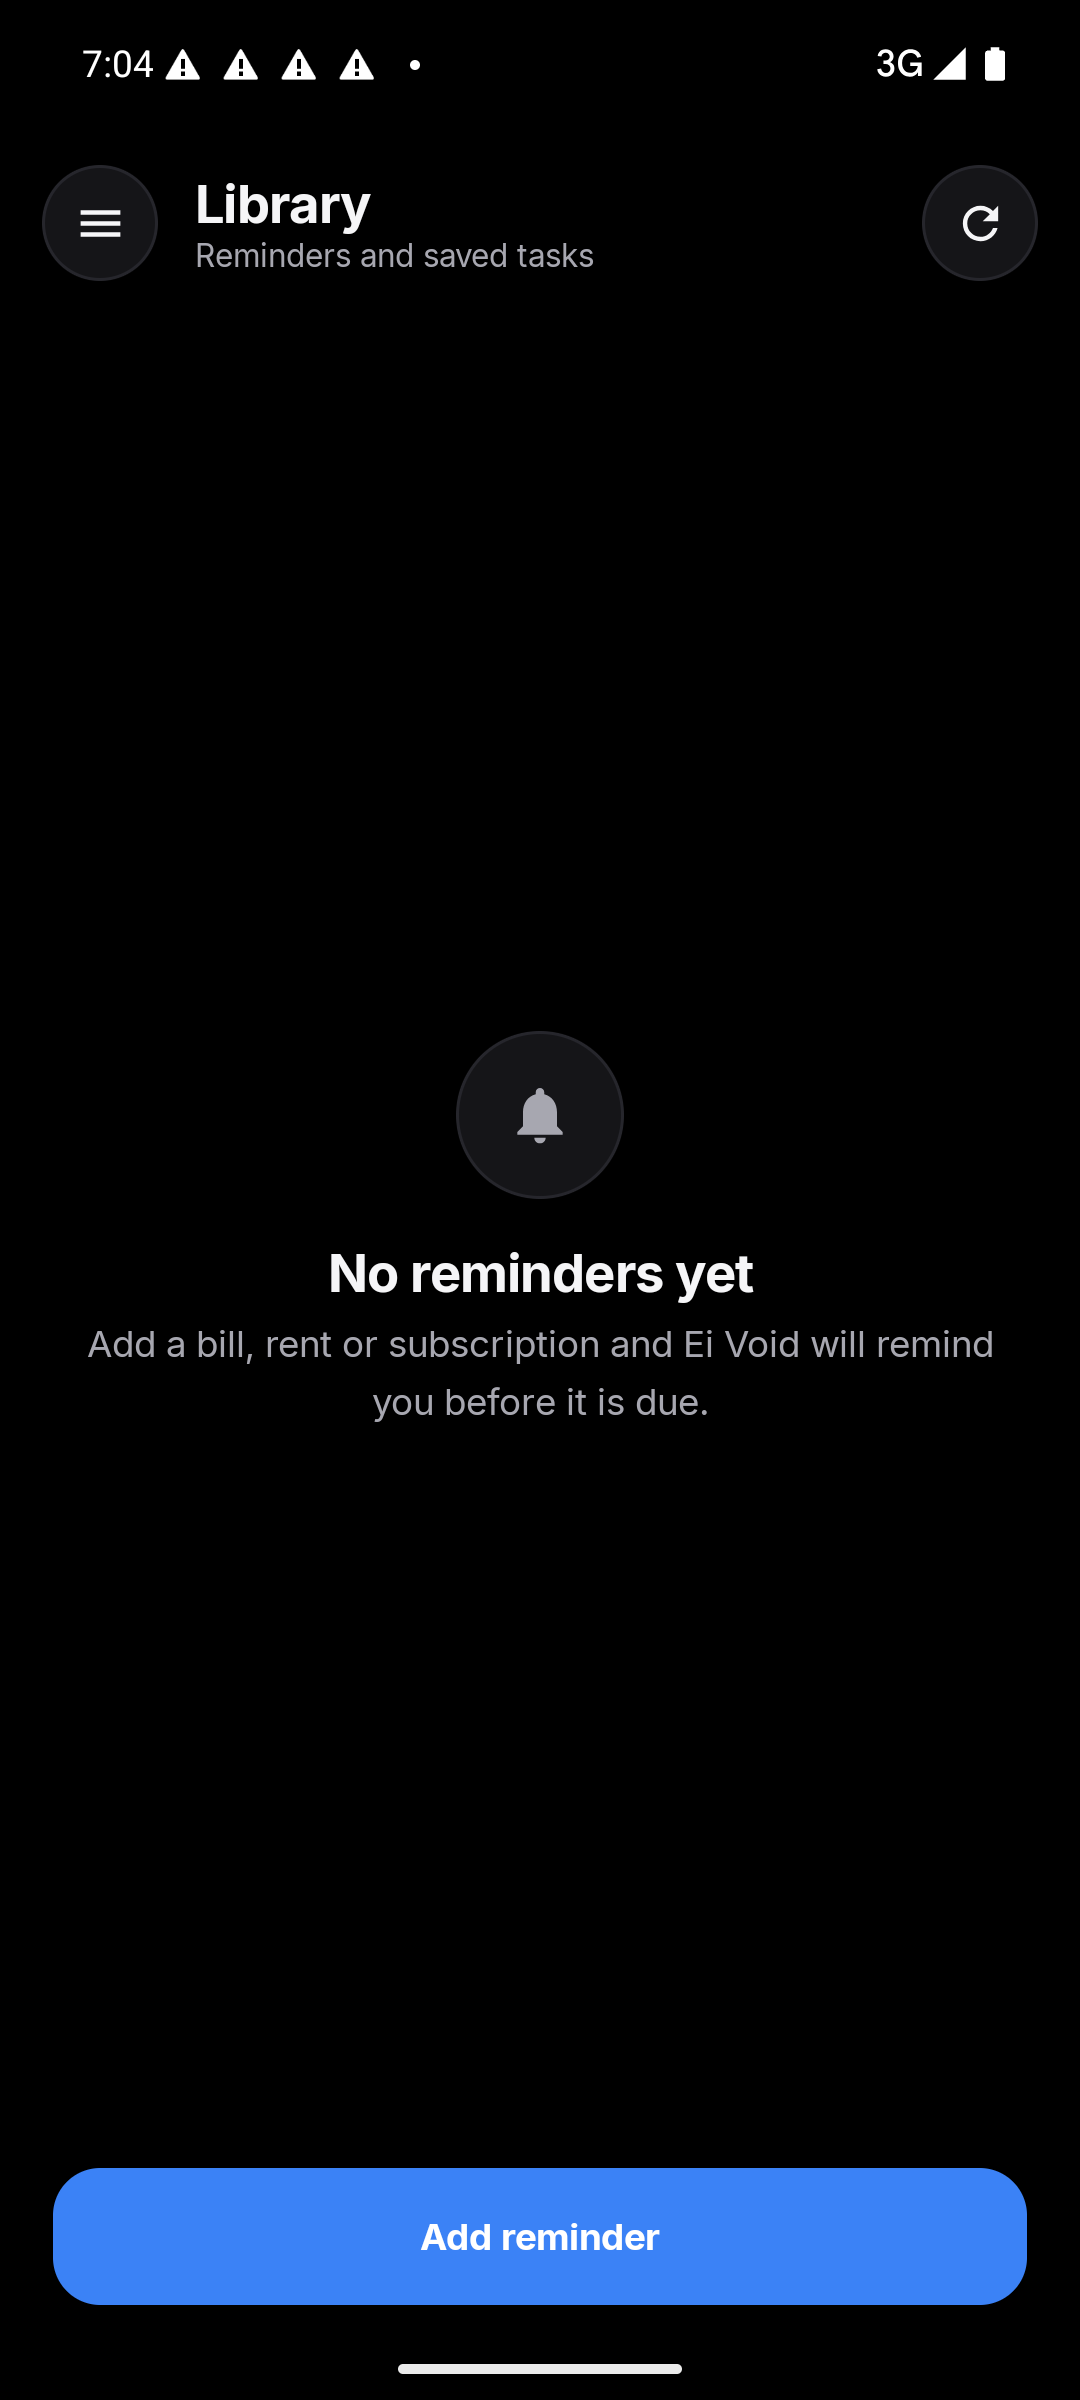 7:04
3G
Library
Reminders and saved tasks
No reminders yet
Add a bill, rent or subscription and Ei Void will remind
you before it is due.
Add reminder